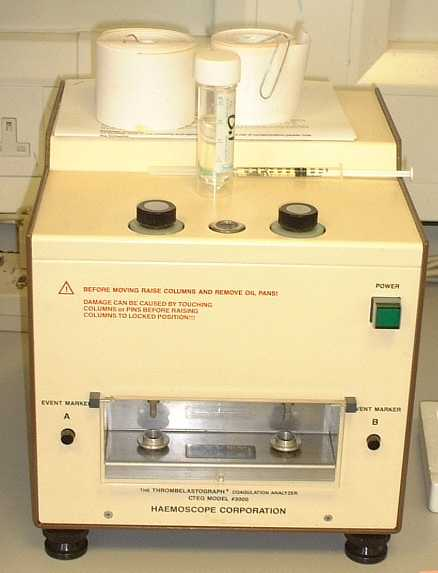 BEFORE MOVING RAISE COLUMNS AND REMOVE OIL PANS!
DAMAGE CAN BE CAUSED BY TOUCHING
COLUMNS or PINS BEFORE RAISING
COLUMNS TO LOCKED POSITION!!!
POWER
EVENT MARKER
A
EVENT MARKER
B
THE THROMBELASTOGRAPH® COAGULATION ANALYZER
CTEG MODEL #3000
HAEMOSCOPE CORPORATION